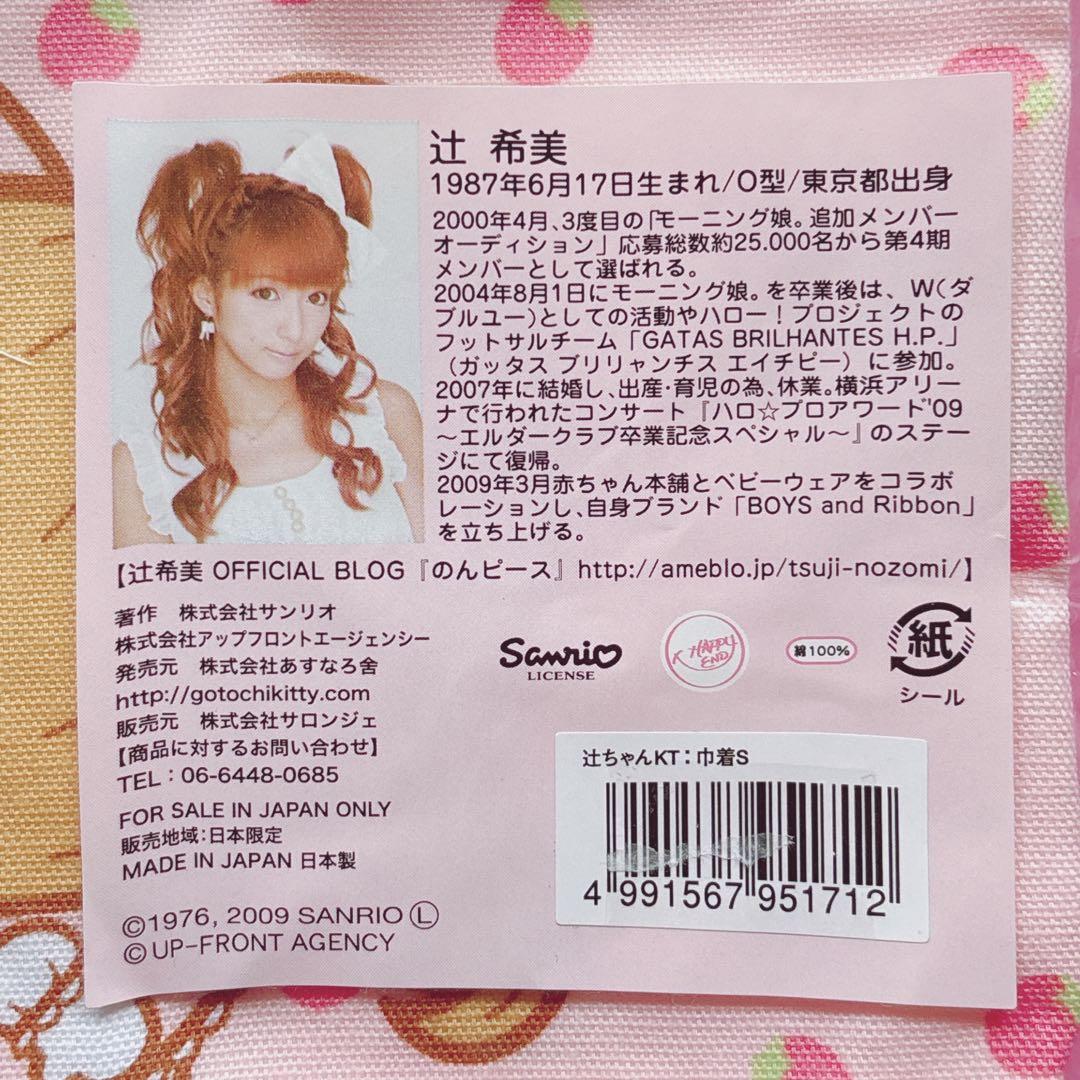 辻 希美
1987年6月17日生まれ/O型/東京都出身
2000年4月、3度目の「モーニング娘。追加メンバー
オーディション」応募総数約25.000名から第4期
メンバーとして選ばれる。
2004年8月1日にモーニング娘。を卒業後は、W(ダ
ブルユー)としての活動やハロー!プロジェクトの
フットサルチーム「GATAS BRILHANTES H.P.」
(ガッタス ブリリャンチス エイチピー)に参加。
2007年に結婚し、出産・育児の為、休業。横浜アリー
ナで行われたコンサート『ハロ☆プロアワード'09
〜エルダークラブ卒業記念スペシャル〜』のステー
ジにて復帰。
2009年3月赤ちゃん本舗とベビーウェアをコラボ
レーションし、自身ブランド「BOYS and Ribbon」
を立ち上げる。
【辻希美 OFFICIAL BLOG『のんピース』http://ameblo.jp/tsuji-nozomi/】
著作 株式会社サンリオ
株式会社アップフロントエージェンシー
発売元 株式会社あすなろ舎
http://gotochikitty.com
販売元 株式会社サロンジェ
【商品に対するお問い合わせ】
TEL:06-6448-0685
FOR SALE IN JAPAN ONLY
販売地域:日本限定
MADE IN JAPAN 日本製
©1976, 2009 SANRIO Ⓛ
©UP-FRONT AGENCY
Sanrio
LICENSE
HAPPY
END
綿100%
紙
シール
辻ちゃんKT:巾着S
4 991567 951712